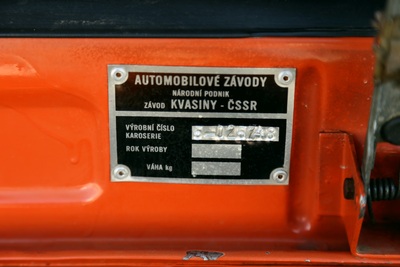 AUTOMOBILOVÉ ZÁVODY
NÁRODNÍ PODNIK
ZÁVOD KVASINY - ČSSR
VÝROBNÍ ČÍSLO
KAROSERIE
ROK VÝROBY
VÁHA kg